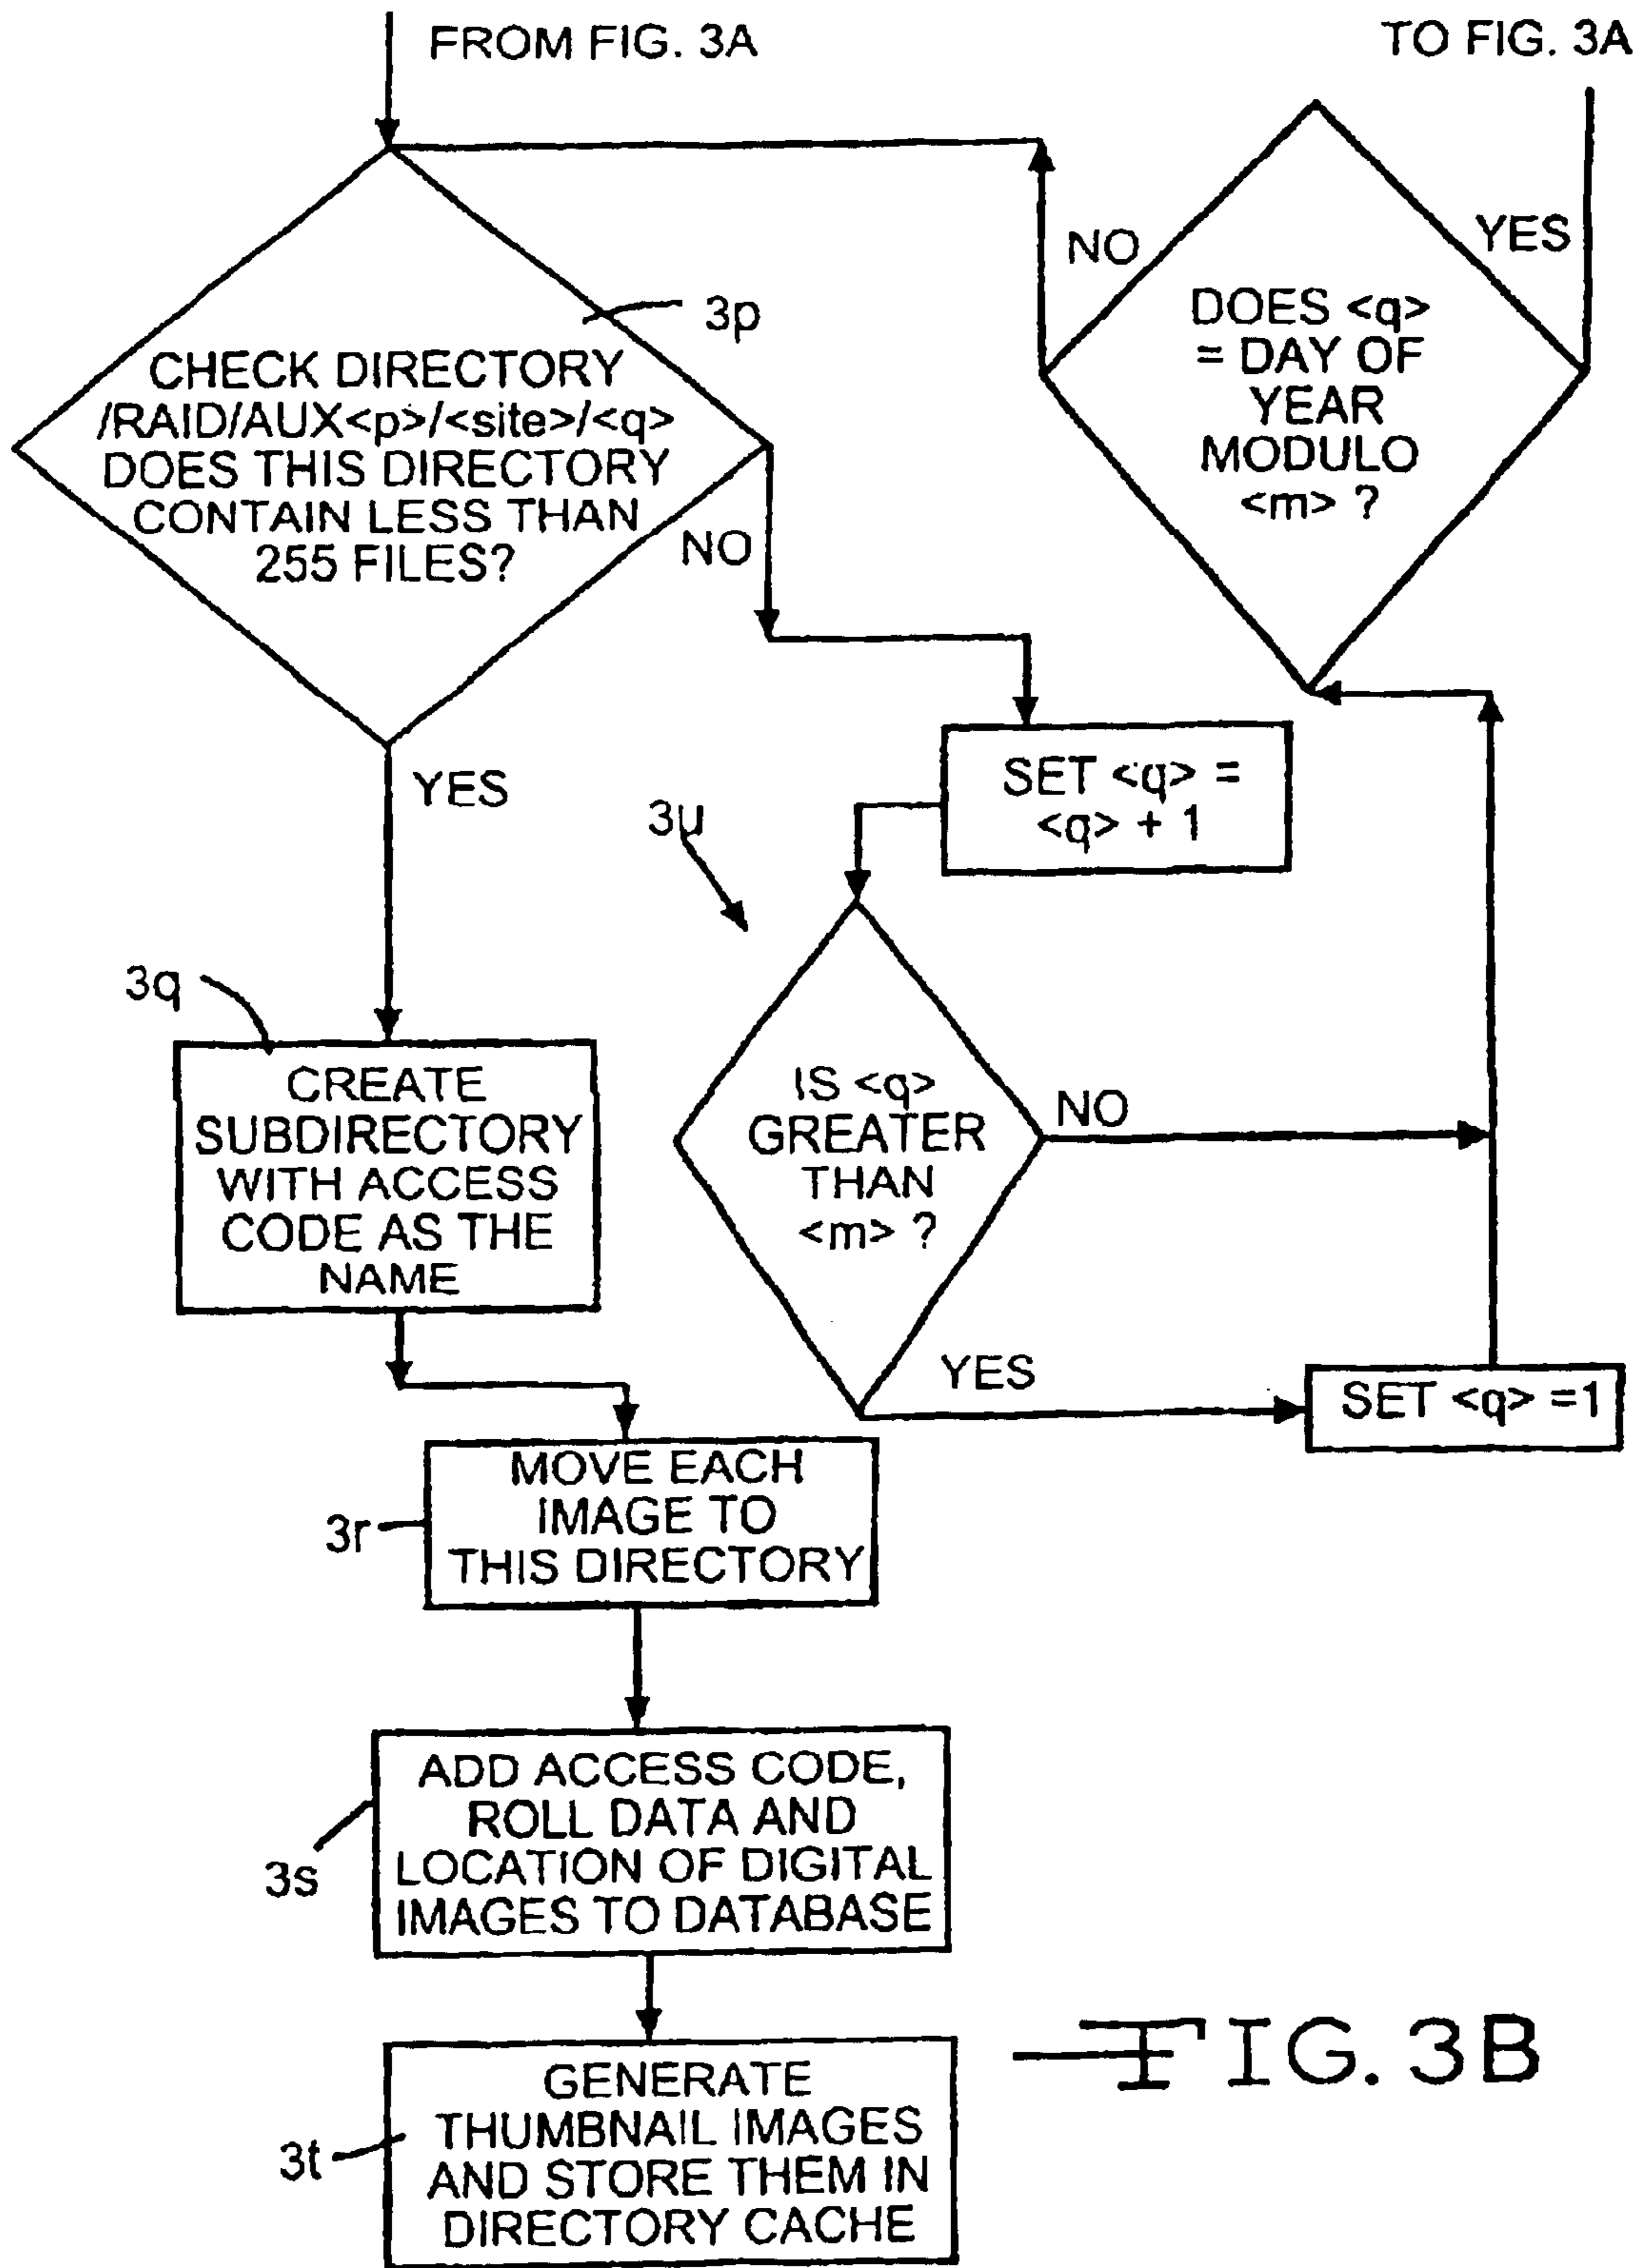 FROM FIG. 3A
TO FIG. 3A
3p
CHECK DIRECTORY
/RAID/AUX<p>/<site>/<q>
DOES THIS DIRECTORY
CONTAIN LESS THAN
255 FILES?
NO
YES
NO
YES
DOES <q>
= DAY OF
YEAR
MODULO
<m> ?
SET <q> =
<q> + 1
3u
IS <q>
GREATER
THAN
<m> ?
NO
YES
SET <q> =1
3q
CREATE
SUBDIRECTORY
WITH ACCESS
CODE AS THE
NAME
3r
MOVE EACH
IMAGE TO
THIS DIRECTORY
3s
ADD ACCESS CODE,
ROLL DATA AND
LOCATION OF DIGITAL
IMAGES TO DATABASE
3t
GENERATE
THUMBNAIL IMAGES
AND STORE THEM IN
DIRECTORY CACHE
FIG. 3B